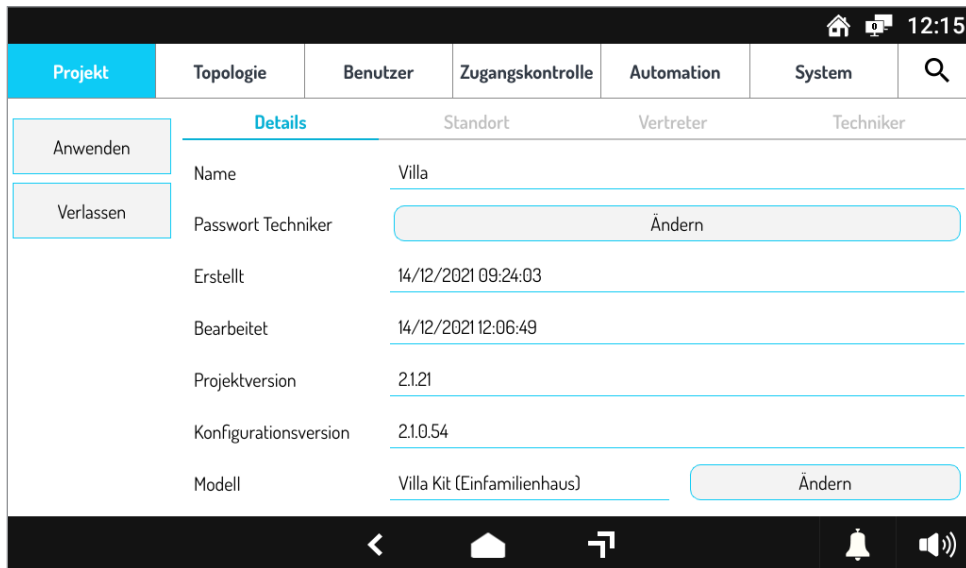 12:15
Projekt Topologie Benutzer Zugangskontrolle Automation System
Details Standort Vertreter Techniker
Anwenden
Verlassen
Name Villa
Passwort Techniker Ändern
Erstellt 14/12/2021 09:24:03
Bearbeitet 14/12/2021 12:06:49
Projektversion 2.1.21
Konfigurationsversion 2.1.0.54
Modell Villa Kit (Einfamilienhaus) Ändern